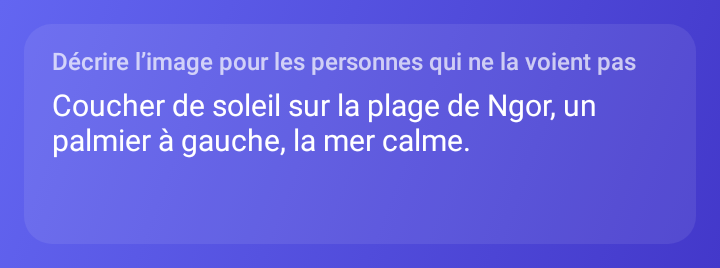 Décrire l’image pour les personnes qui ne la voient pas
Coucher de soleil sur la plage de Ngor, un
palmier à gauche, la mer calme.